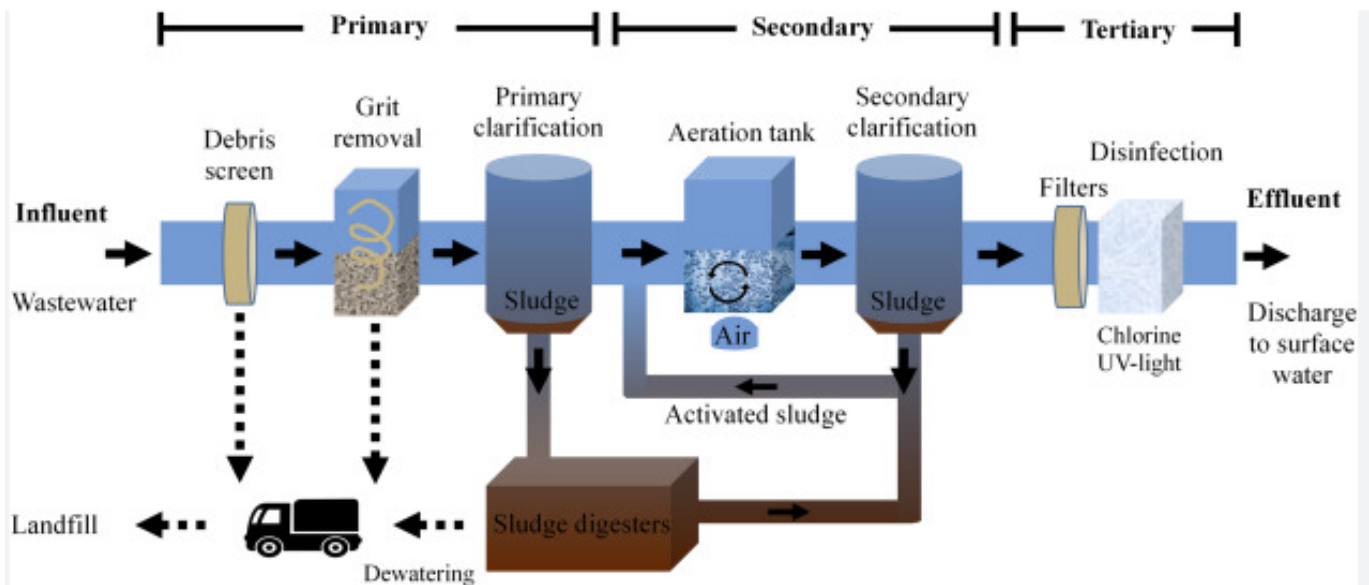 Primary
Secondary
Tertiary
Debris
screen
Grit
removal
Primary
clarification
Aeration tank
Secondary
clarification
Filters
Disinfection
Influent
Wastewater
Effluent
Discharge
to surface
water
Sludge
Air
Sludge
Chlorine
UV-light
Activated sludge
Sludge digesters
Landfill
Dewatering